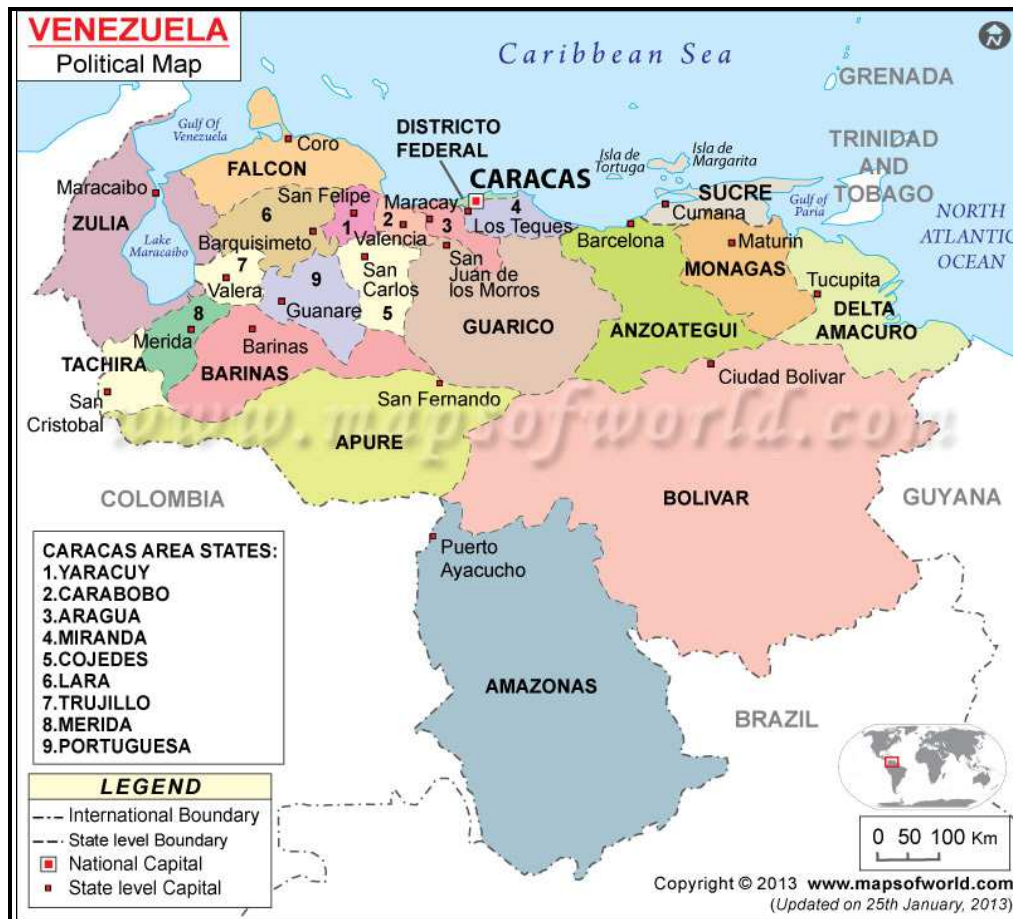 VENEZUELA
Political Map
N
Caribbean Sea
GRENADA
TRINIDAD
AND
TOBAGO
NORTH
ATLANTIC
OCEAN
Gulf Of
Venezuela
Coro
FALCON
DISTRICTO
FEDERAL
CARACAS
Isla de
Tortuga
Isla de
Margarita
SUCRE
Cumana
Gulf of
Paria
Maracaibo
ZULIA
Lake
Maracaibo
San Felipe
Maracay
6
1
2
3
4
Valencia
Los Teques
Barquisimeto
Barcelona
Maturin
MONAGAS
7
Valera
9
Guanare
San
Carlos
5
San
Juán de
los Morros
GUARICO
ANZOATEGUI
Tucupita
DELTA
AMACURO
8
Merida
TACHIRA
Barinas
BARINAS
San
Cristobal
San Fernando
Ciudad Bolivar
www.mapsofworld.com
APURE
COLOMBIA
BOLIVAR
GUYANA
Puerto
Ayacucho
AMAZONAS
BRAZIL
CARACAS AREA STATES:
1.YARACUY
2.CARABOBO
3.ARAGUA
4.MIRANDA
5.COJEDES
6.LARA
7.TRUJILLO
8.MERIDA
9.PORTUGUESA
LEGEND
International Boundary
State level Boundary
National Capital
State level Capital
0 50 100 Km
Copyright © 2013 www.mapsofworld.com
(Updated on 25th January, 2013)